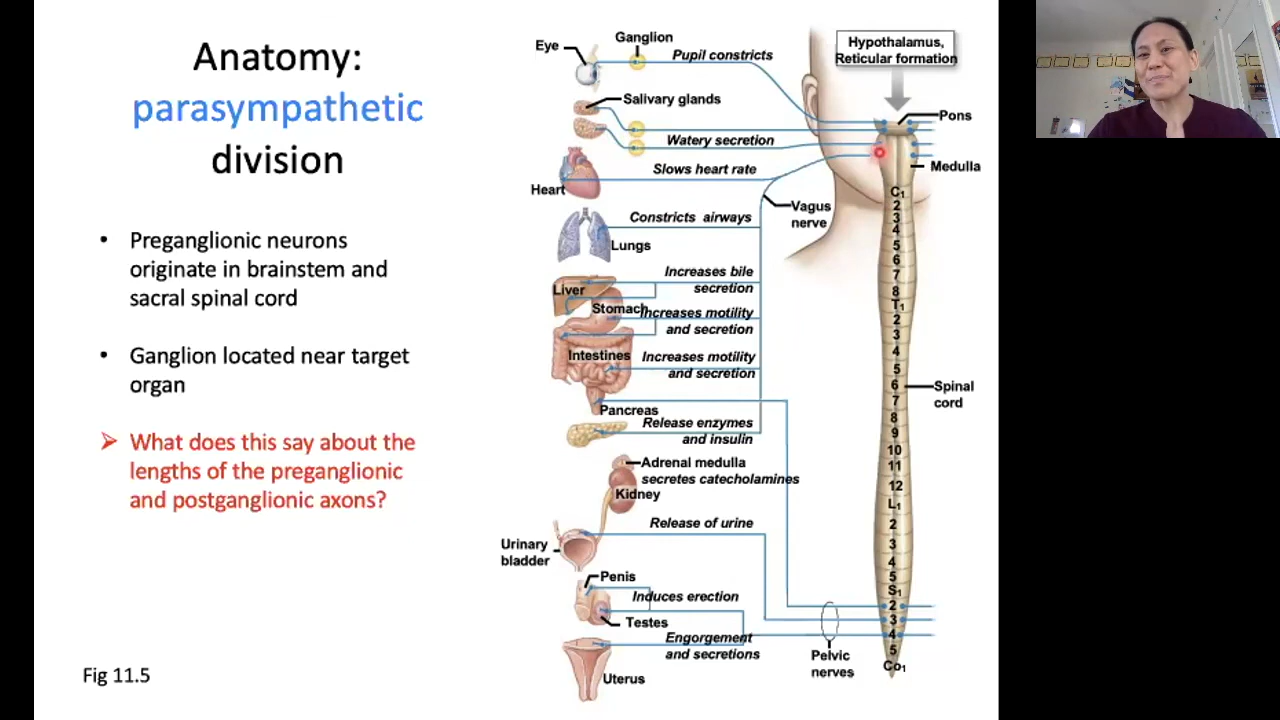 Anatomy:
parasympathetic
division
• Preganglionic neurons
originate in brainstem and
sacral spinal cord
• Ganglion located near target
organ
➢ What does this say about the
lengths of the preganglionic
and postganglionic axons?
Fig 11.5
Eye
Ganglion
Pupil constricts
Salivary glands
Watery secretion
Heart
Slows heart rate
Constricts airways
Lungs
Vagus
nerve
Liver
Increases bile
secretion
Stomach
Increases motility
and secretion
Intestines
Increases motility
and secretion
Pancreas
Release enzymes
and insulin
Adrenal medulla
secretes catecholamines
Kidney
Release of urine
Urinary
bladder
Penis
Induces erection
Testes
Engorgement
and secretions
Uterus
Pelvic
nerves
Hypothalamus,
Reticular formation
Pons
Medulla
C1
2
3
4
5
6
7
8
T1
2
3
4
5
6
7
8
9
10
11
12
L1
2
3
4
5
S1
2
3
4
5
Co1
Spinal
cord